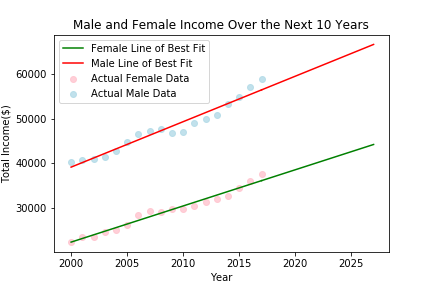 Male and Female Income Over the Next 10 Years
Female Line of Best Fit
Male Line of Best Fit
Actual Female Data
Actual Male Data
Total Income($)
60000
50000
40000
30000
2000 2005 2010 2015 2020 2025
Year